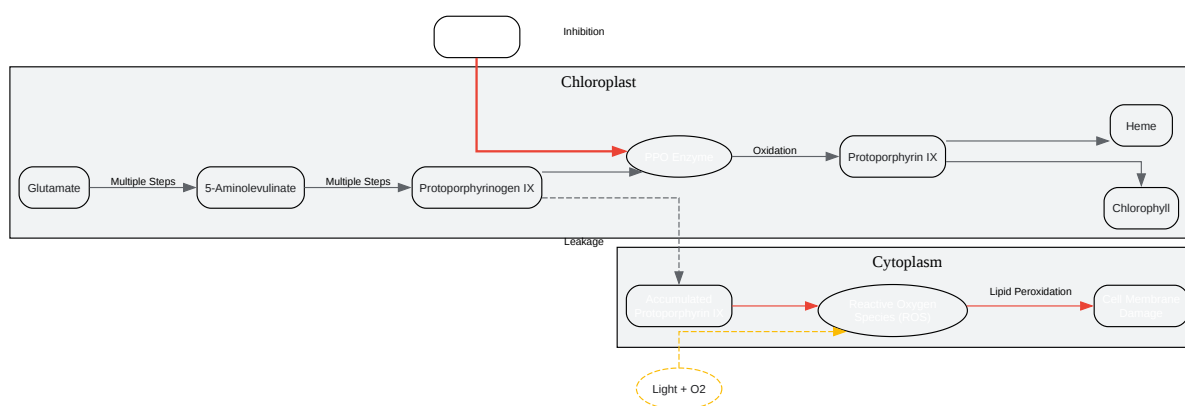 Inhibition
Chloroplast
Heme
PPO Enzyme
Oxidation
Protoporphyrin IX
Glutamate
Multiple Steps
5-Aminolevulinate
Multiple Steps
Protoporphyrinogen IX
Chlorophyll
Leakage
Cytoplasm
Accumulated
Protoporphyrin IX
Reactive Oxygen
Species (ROS)
Lipid Peroxidation
Cell Membrane
Damage
Light + O2